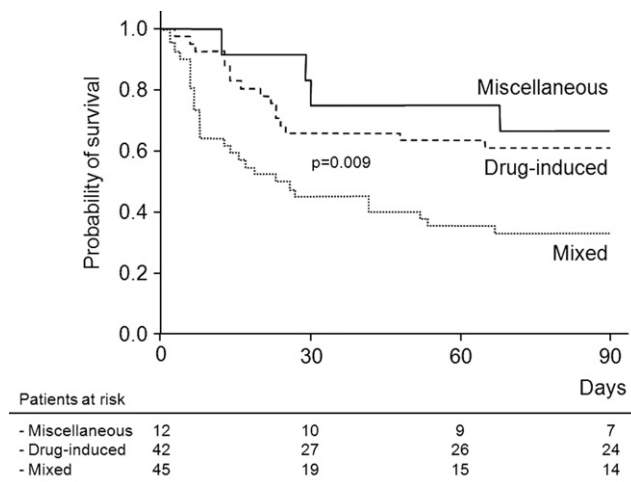 1.0
0.8
0.6
0.4
0.2
0.0
Probability of survival
Miscellaneous
Drug-induced
p=0.009
Mixed
0 30 60 90
Days
Patients at risk
- Miscellaneous 12 10 9 7
- Drug-induced 42 27 26 24
- Mixed 45 19 15 14